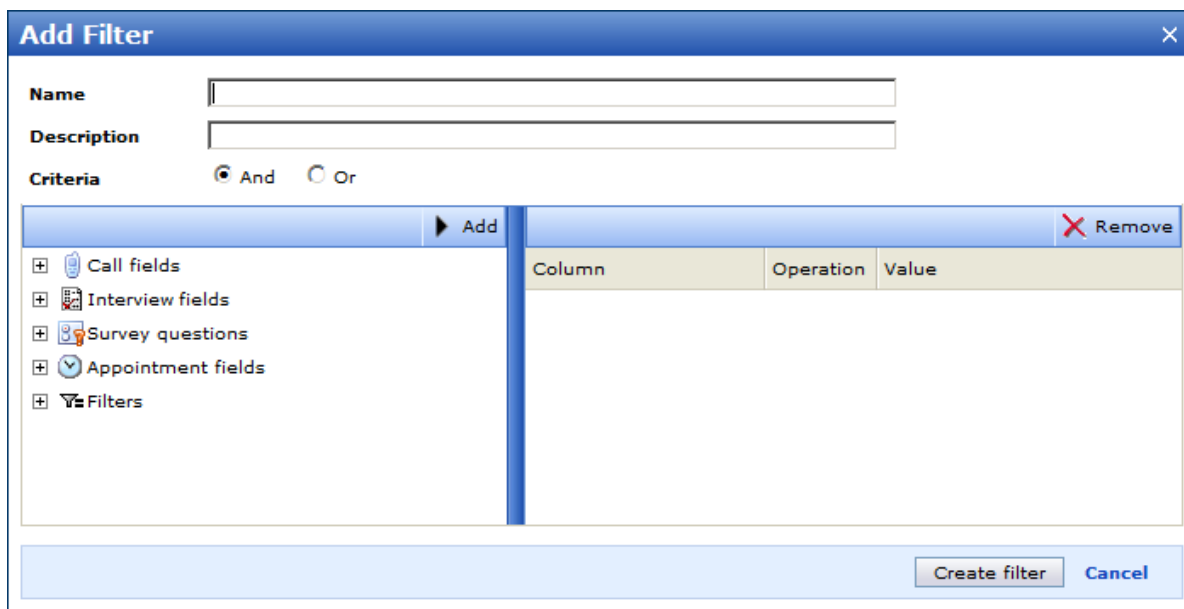 Add Filter
Name
Description
Criteria And Or
Add Remove
Call fields
Interview fields
Survey questions
Appointment fields
Filters
Column Operation Value
Create filter Cancel